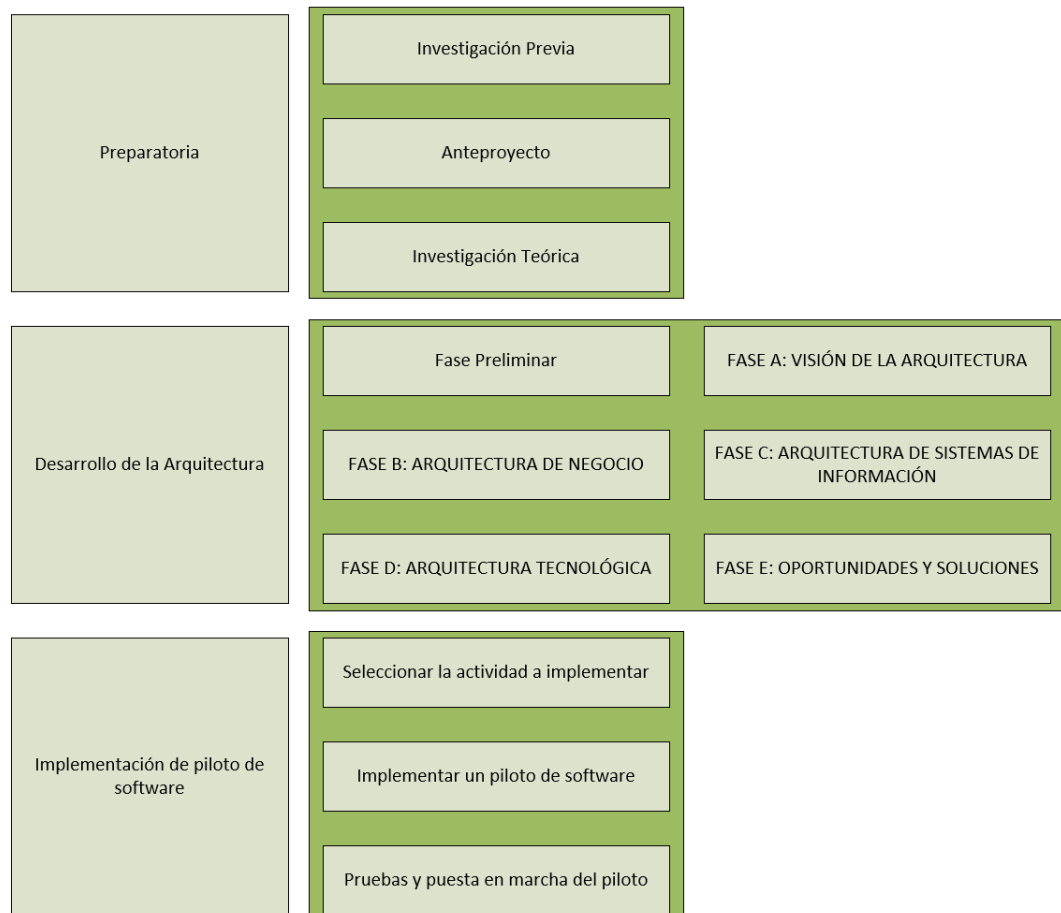 Preparatoria
Investigación Previa
Anteproyecto
Investigación Teórica
Desarrollo de la Arquitectura
Fase Preliminar
FASE A: VISIÓN DE LA ARQUITECTURA
FASE B: ARQUITECTURA DE NEGOCIO
FASE C: ARQUITECTURA DE SISTEMAS DE
INFORMACIÓN
FASE D: ARQUITECTURA TECNOLÓGICA
FASE E: OPORTUNIDADES Y SOLUCIONES
Implementación de piloto de
software
Seleccionar la actividad a implementar
Implementar un piloto de software
Pruebas y puesta en marcha del piloto